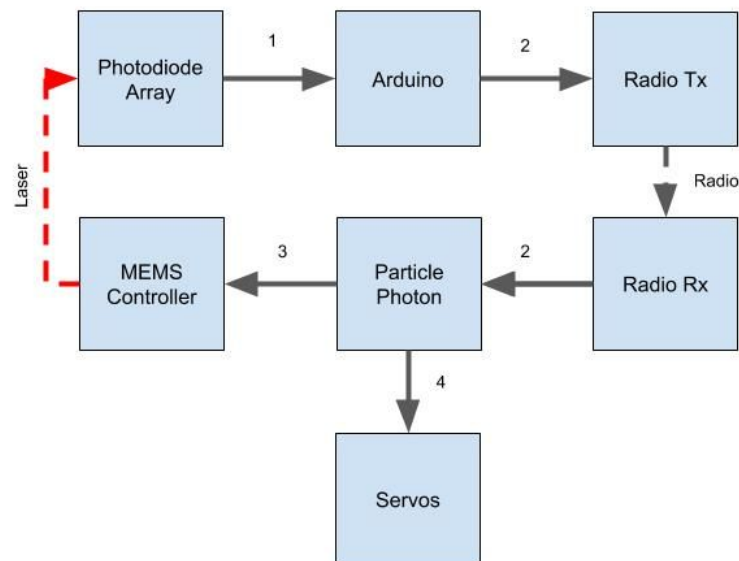 1
2
Photodiode
Array
Arduino
Radio Tx
Laser
Radio
MEMS
Controller
3
Particle
Photon
2
Radio Rx
4
Servos